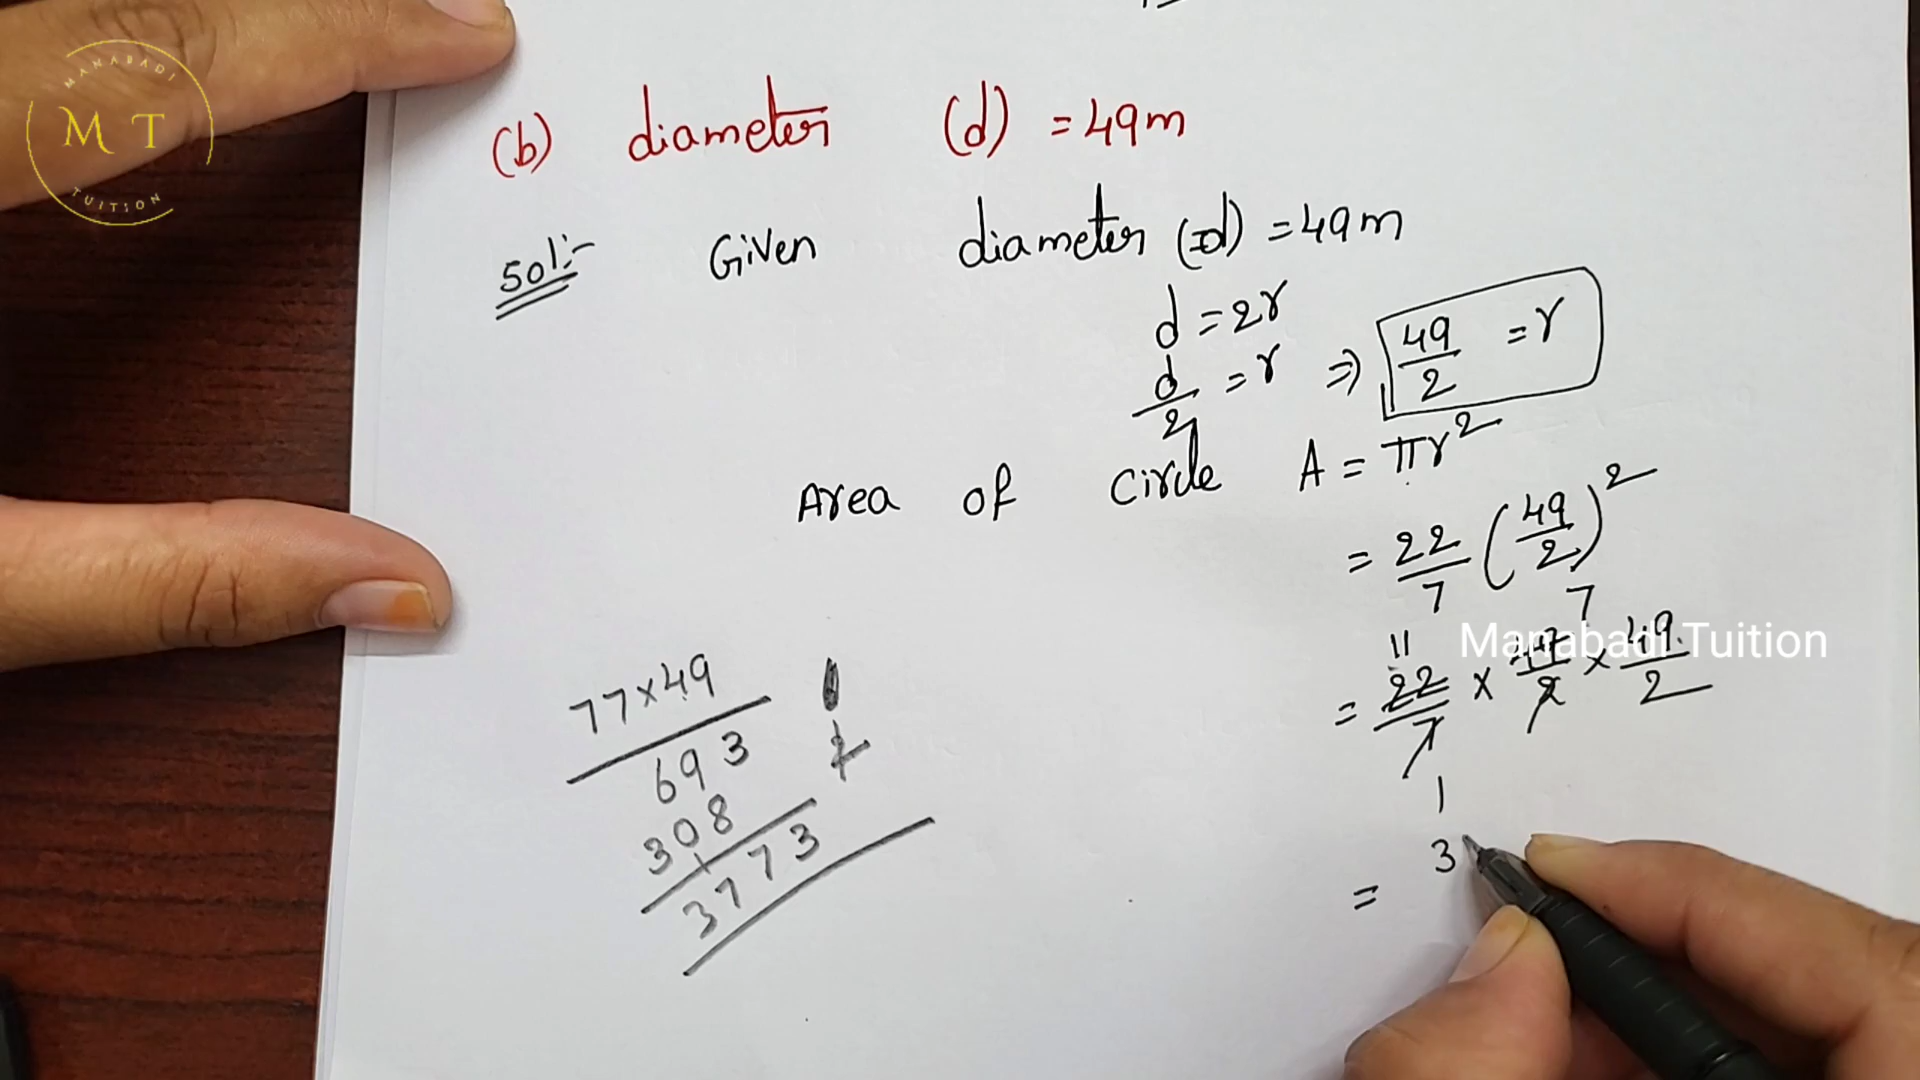 MANABADI
M T
TUITION
(b) diameter (d) = 49m
Sol:- Given diameter (d) = 49m
d = 2r
d/2 = r ⇒ 49/2 = r
Area of Circle A = πr²
= 22/7 (49/2)²
11 7
= 22/7 × 49/2 × 49/2
1
Manabadi Tuition
= 3
77×49
693
308
1
3773